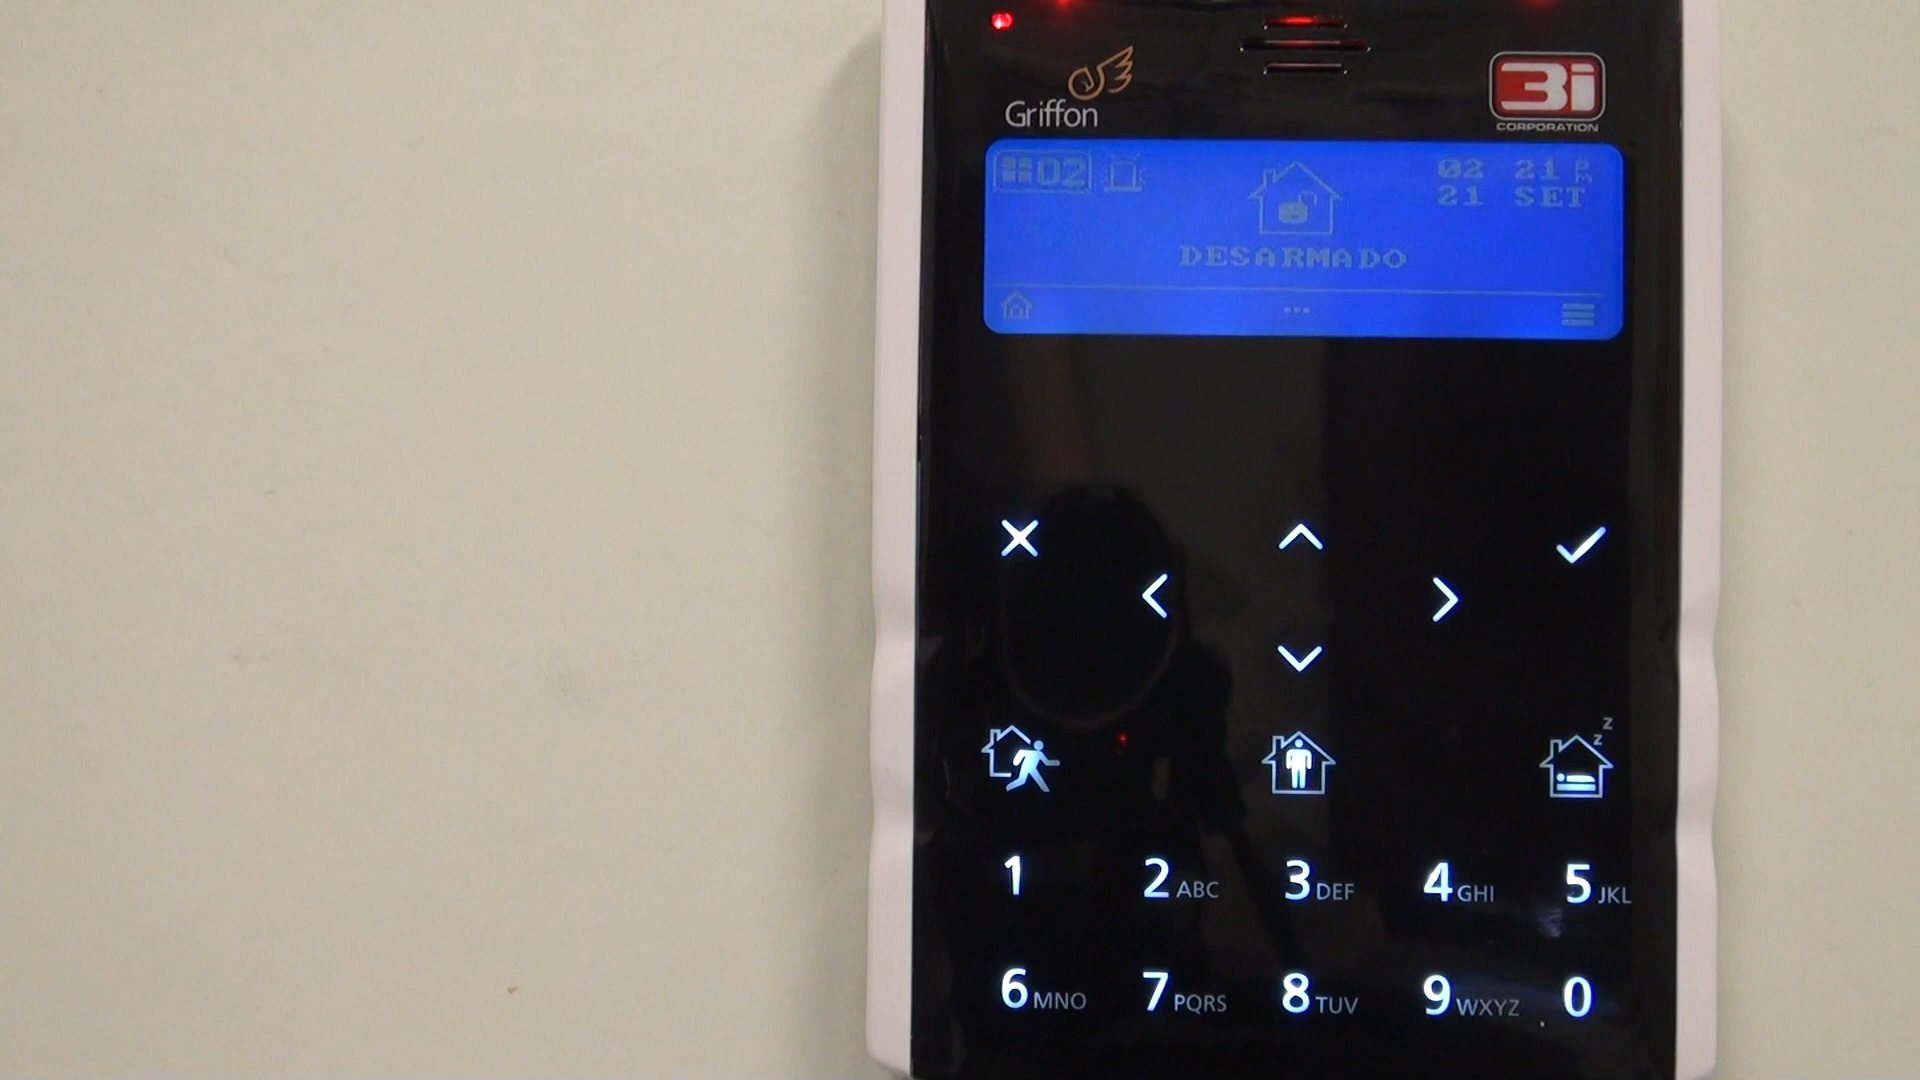 Griffon
3i
CORPORATION
02
02 21 PM
21 SET
DESARMADO
z
z
1
2 ABC
3 DEF
4 GHI
5 JKL
6 MNO
7 PQRS
8 TUV
9 WXYZ
0